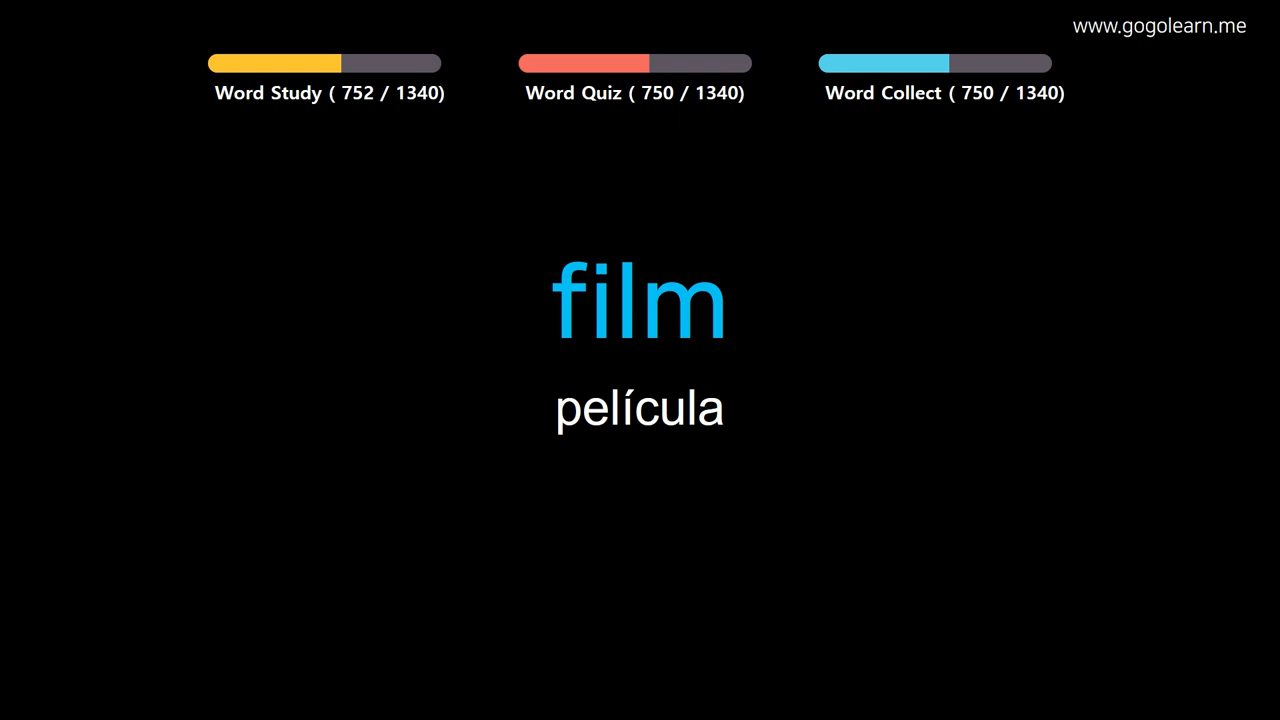 www.gogolearn.me
Word Study ( 752 / 1340)
Word Quiz ( 750 / 1340)
Word Collect ( 750 / 1340)
film
película